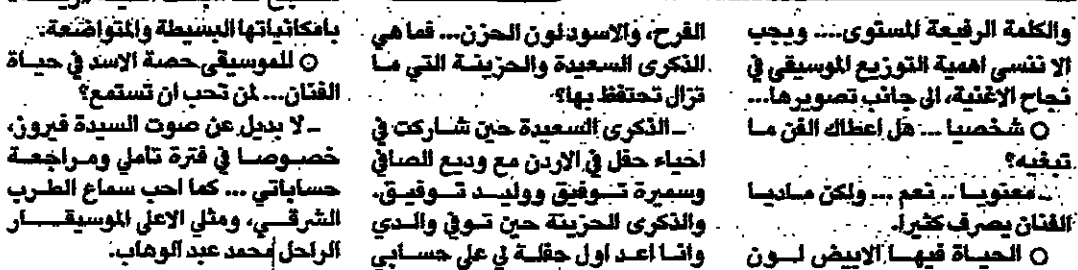 والكلمة الرفيعة المستوى.... ويجب
الا ننسى اهمية التوزيع الموسيقي في
نجاح الاغنية، الى جانب تصويرها...
○ شخصيا ... هل اعطاك الفن ما
تبغيه؟
ـ معنويا .. نعم ... ولكن ماديا
الفنان يصرف كثيرا.
○ الحياة فيها الابيض لون
الفرح، والاسود لون الحزن... فما هي
الذكرى السعيدة والحزينة التي ما
تزال تحتفظ بها؟
ـ الذكرى السعيدة حين شاركت في
احياء حفل في الاردن مع وديع الصافي
وسميرة توفيق ووليد توفيق.
والذكرى الحزينة حين توفي والدي
وانا اعد اول حفلة لي على حسابي
بامكانياتها البسيطة والمتواضعة.
○ للموسيقى حصة الاسد في حياة
الفنان... لمن تحب ان تستمع؟
ـ لا بديل عن صوت السيدة فيروز،
خصوصا في فترة تاملي ومراجعة
حساباتي ... كما احب سماع الطرب
الشرقي، ومثلي الاعلى الموسيقار
الراحل محمد عبد الوهاب.